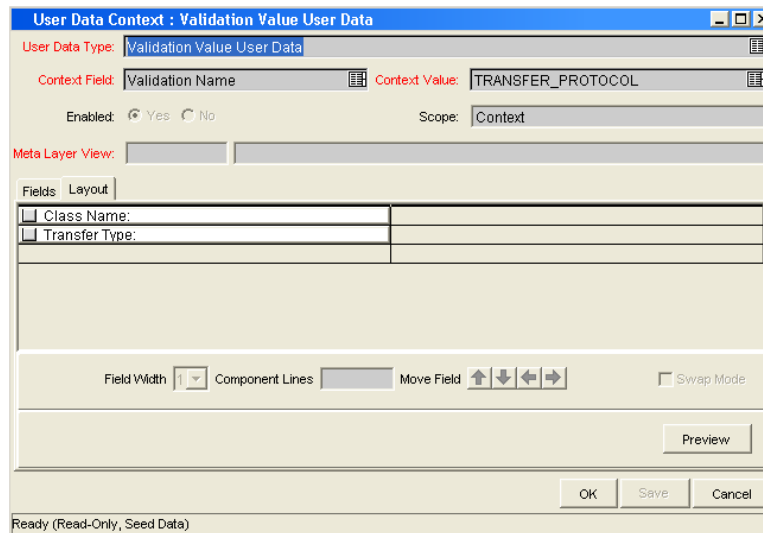 User Data Context : Validation Value User Data
User Data Type: Validation Value User Data
Context Field: Validation Name Context Value: TRANSFER_PROTOCOL
Enabled: Yes No Scope: Context
Meta Layer View:
Fields Layout
Class Name:
Transfer Type:
Field Width 1 Component Lines Move Field Swap Mode
Preview
OK Save Cancel
Ready (Read-Only, Seed Data)